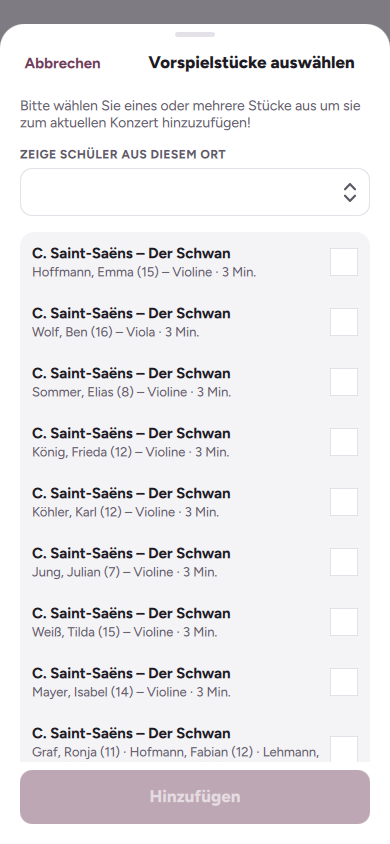 Abbrechen
Vorspielstücke auswählen
Bitte wählen Sie eines oder mehrere Stücke aus um sie
zum aktuellen Konzert hinzuzufügen!
ZEIGE SCHÜLER AUS DIESEM ORT
C. Saint-Saëns – Der Schwan
Hoffmann, Emma (15) – Violine · 3 Min.
C. Saint-Saëns – Der Schwan
Wolf, Ben (16) – Viola · 3 Min.
C. Saint-Saëns – Der Schwan
Sommer, Elias (8) – Violine · 3 Min.
C. Saint-Saëns – Der Schwan
König, Frieda (12) – Violine · 3 Min.
C. Saint-Saëns – Der Schwan
Köhler, Karl (12) – Violine · 3 Min.
C. Saint-Saëns – Der Schwan
Jung, Julian (7) – Violine · 3 Min.
C. Saint-Saëns – Der Schwan
Weiß, Tilda (15) – Violine · 3 Min.
C. Saint-Saëns – Der Schwan
Mayer, Isabel (14) – Violine · 3 Min.
C. Saint-Saëns – Der Schwan
Graf, Ronja (11) · Hofmann, Fabian (12) · Lehmann,
Hinzufügen